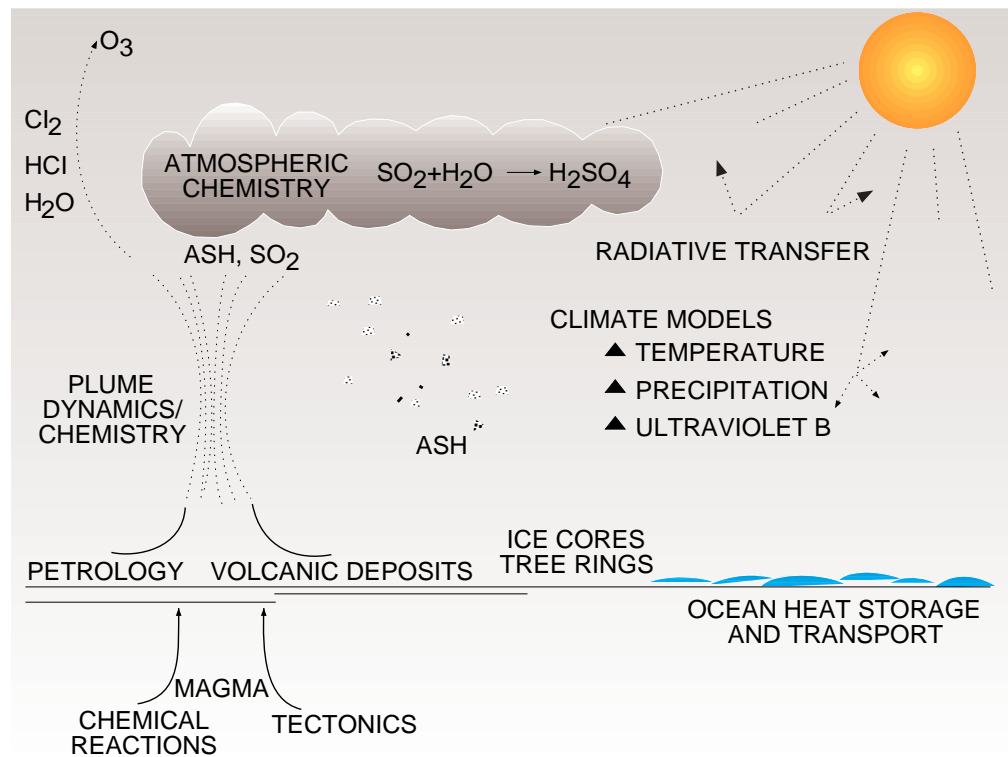 O3
Cl2
HCl
H2O
ATMOSPHERIC
CHEMISTRY
SO2+H2O → H2SO4
ASH, SO2
RADIATIVE TRANSFER
CLIMATE MODELS
▲ TEMPERATURE
▲ PRECIPITATION
▲ ULTRAVIOLET B
PLUME
DYNAMICS/
CHEMISTRY
ASH
ICE CORES
TREE RINGS
PETROLOGY
VOLCANIC DEPOSITS
OCEAN HEAT STORAGE
AND TRANSPORT
MAGMA
CHEMICAL
REACTIONS
TECTONICS